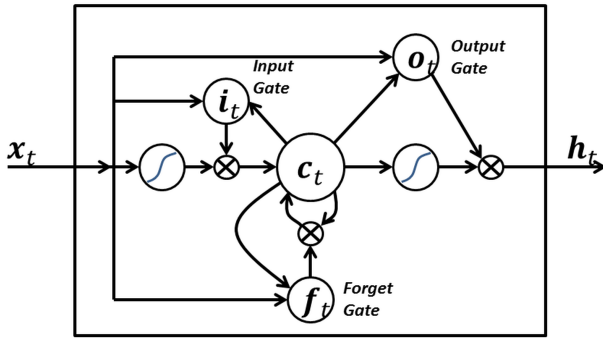 Input
Gate
Output
Gate
o_t
i_t
x_t
c_t
h_t
f_t
Forget
Gate